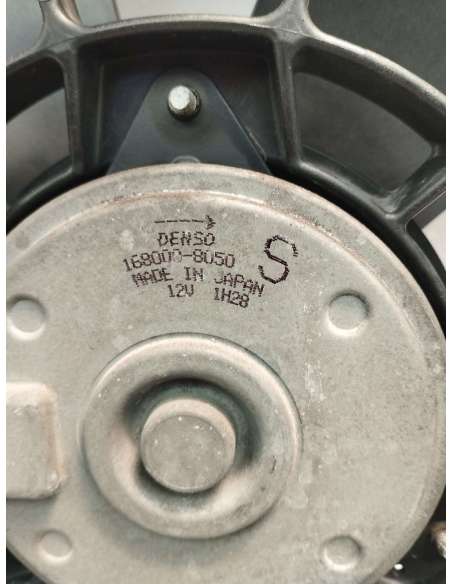 DENSO
168000-8050
MADE IN JAPAN
12V 1H28
S